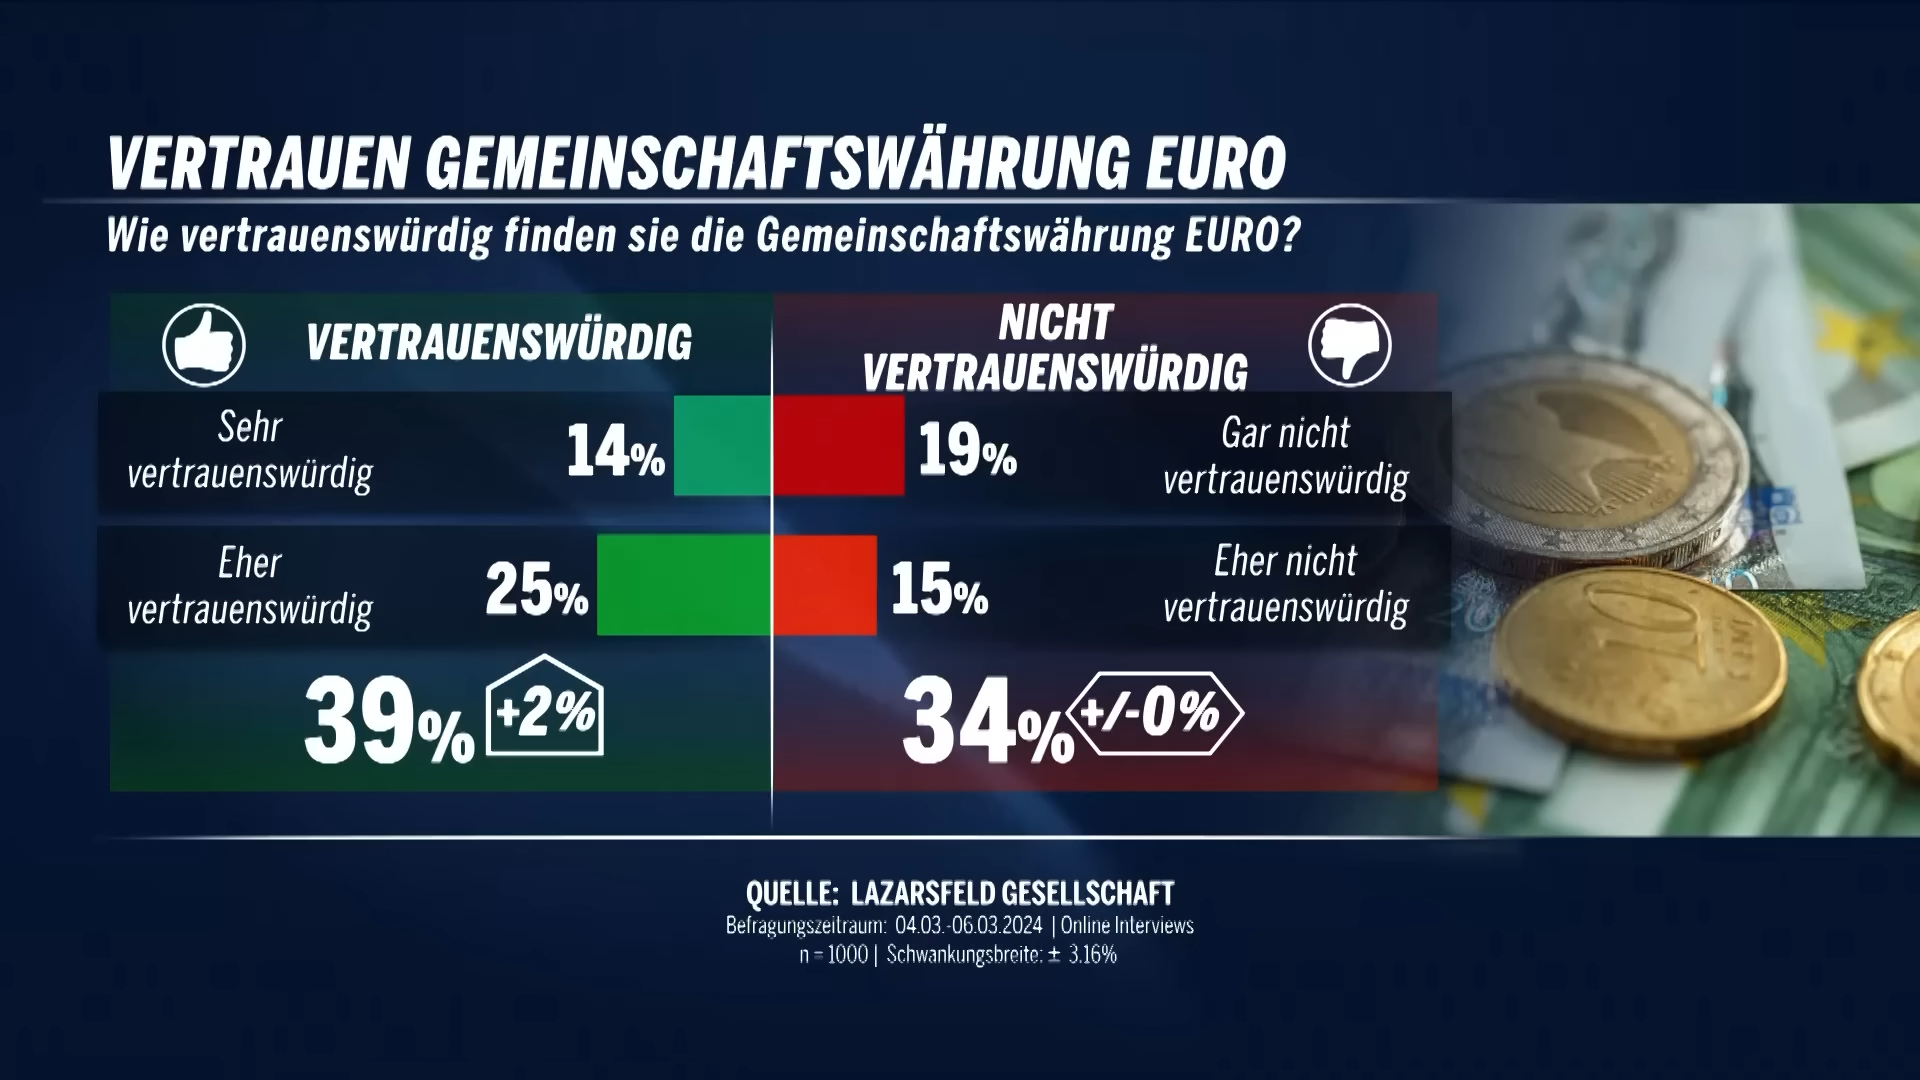 VERTRAUEN GEMEINSCHAFTSWÄHRUNG EURO
Wie vertrauenswürdig finden sie die Gemeinschaftswährung EURO?
VERTRAUENSWÜRDIG
NICHT
VERTRAUENSWÜRDIG
Sehr
vertrauenswürdig
14%
19%
Gar nicht
vertrauenswürdig
Eher
vertrauenswürdig
25%
15%
Eher nicht
vertrauenswürdig
39% +2%
34% +/-0%
10
QUELLE: LAZARSFELD GESELLSCHAFT
Befragungszeitraum: 04.03.-06.03.2024 | Online Interviews
n = 1000 | Schwankungsbreite: ± 3.16%